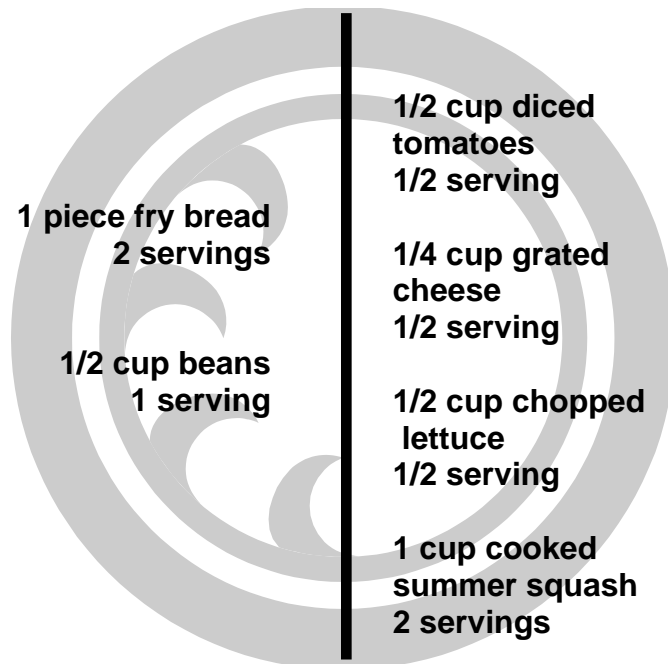 1 piece fry bread
2 servings
1/2 cup beans
1 serving
1/2 cup diced
tomatoes
1/2 serving
1/4 cup grated
cheese
1/2 serving
1/2 cup chopped
lettuce
1/2 serving
1 cup cooked
summer squash
2 servings